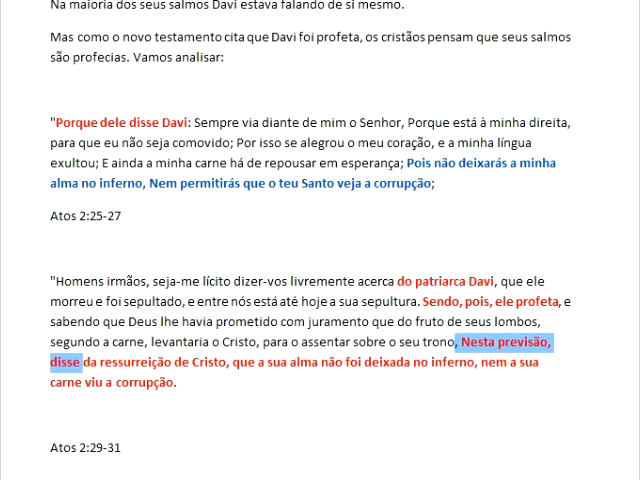 Na maioria dos seus salmos Davi estava falando de si mesmo.
Mas como o novo testamento cita que Davi foi profeta, os cristãos pensam que seus salmos
são profecias. Vamos analisar:
"Porque dele disse Davi: Sempre via diante de mim o Senhor, Porque está à minha direita,
para que eu não seja comovido; Por isso se alegrou o meu coração, e a minha língua
exultou; E ainda a minha carne há de repousar em esperança; Pois não deixarás a minha
alma no inferno, Nem permitirás que o teu Santo veja a corrupção;
Atos 2:25-27
"Homens irmãos, seja-me lícito dizer-vos livremente acerca do patriarca Davi, que ele
morreu e foi sepultado, e entre nós está até hoje a sua sepultura. Sendo, pois, ele profeta, e
sabendo que Deus lhe havia prometido com juramento que do fruto de seus lombos,
segundo a carne, levantaria o Cristo, para o assentar sobre o seu trono, Nesta previsão,
disse da ressurreição de Cristo, que a sua alma não foi deixada no inferno, nem a sua
carne viu a corrupção.
Atos 2:29-31